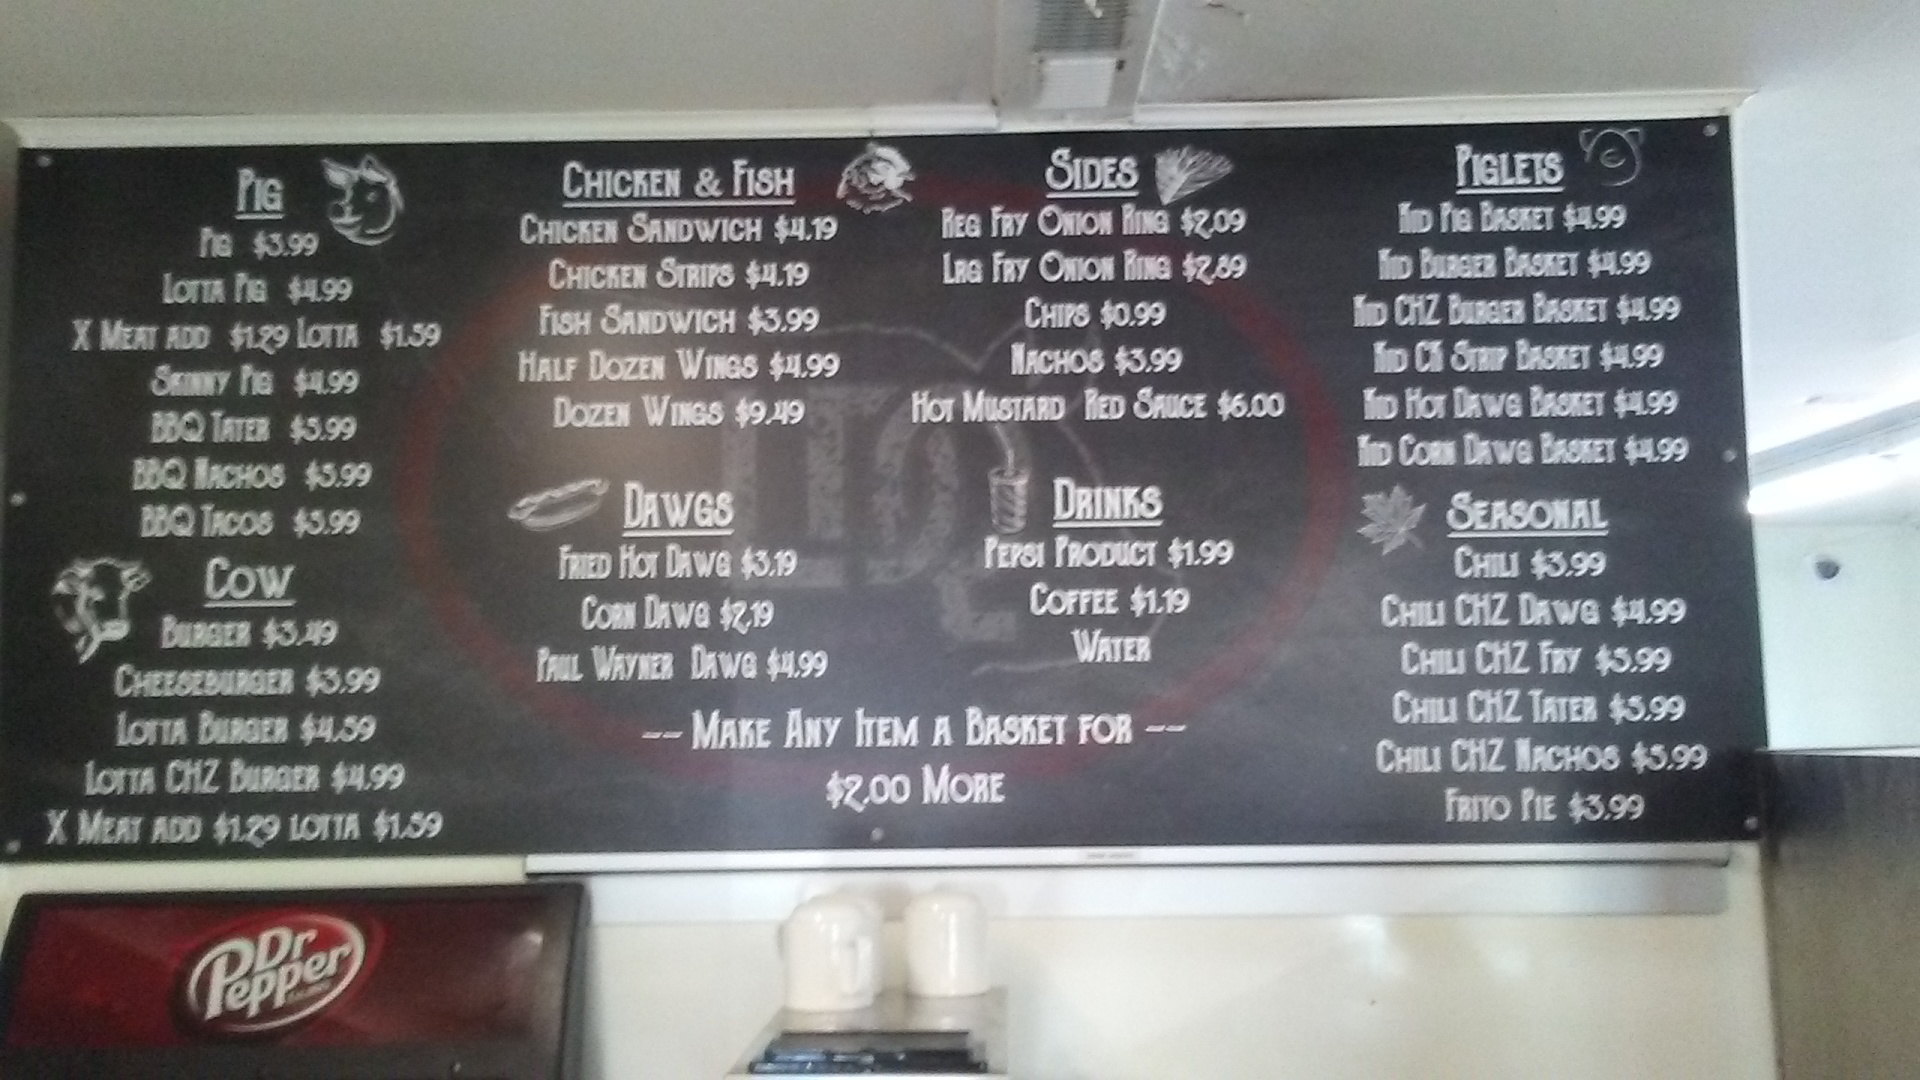 Pig
Pig $3.99
Lotta Pig $4.99
X Meat add $1.29 Lotta $1.59
Skinny Pig $4.99
BBQ Tater $5.99
BBQ Nachos $5.99
BBQ Tacos $5.99
Cow
Burger $3.49
Cheeseburger $3.99
Lotta Burger $4.59
Lotta CHZ Burger $4.99
X Meat add $1.29 lotta $1.59
Chicken & Fish
Chicken Sandwich $4.19
Chicken Strips $4.19
Fish Sandwich $3.99
Half Dozen Wings $4.99
Dozen Wings $9.49
Dawgs
Fried Hot Dawg $3.19
Corn Dawg $2.19
Paul Wayner Dawg $4.99
Sides
Reg Fry Onion Ring $2.09
Lrg Fry Onion Ring $2.89
Chips $0.99
Nachos $3.99
Hot Mustard Red Sauce $6.00
Drinks
Pepsi Product $1.99
Coffee $1.19
Water
-- Make Any Item a Basket for --
$2.00 More
Piglets
Kid Pig Basket $4.99
Kid Burger Basket $4.99
Kid CHZ Burger Basket $4.99
Kid Ck Strip Basket $4.99
Kid Hot Dawg Basket $4.99
Kid Corn Dawg Basket $4.99
Seasonal
Chili $3.99
Chili CHZ Dawg $4.99
Chili CHZ Fry $5.99
Chili CHZ Tater $5.99
Chili CHZ Nachos $5.99
Frito Pie $3.99
Dr
Pepper